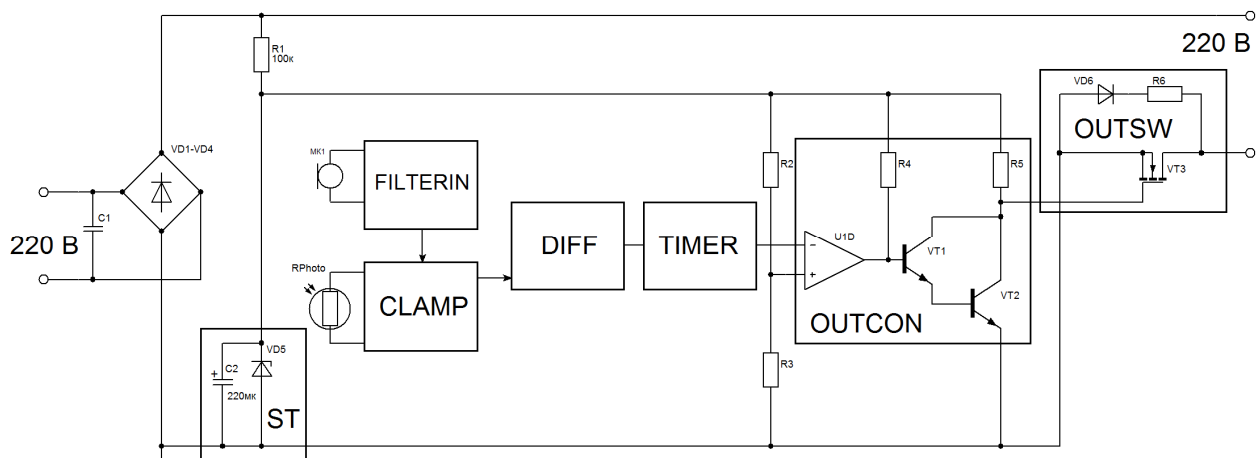 220 В
R1
100к
VD6
R6
OUTSW
VT3
VD1-VD4
MK1
FILTERIN
R2
R4
R5
C1
220 В
DIFF
TIMER
U1D
VT1
RPhoto
CLAMP
VT2
OUTCON
VD5
C2
+
220мк
ST
R3
−
+